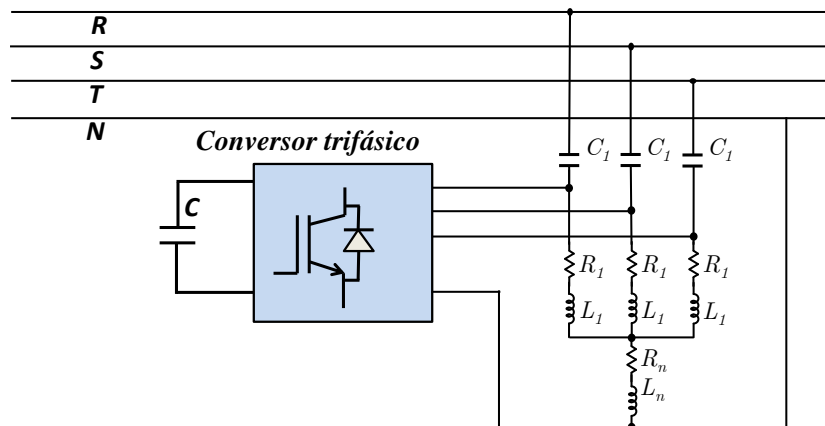 R
S
T
N
Conversor trifásico
C₁ C₁ C₁
C
R₁ R₁ R₁
L₁ L₁ L₁
Rₙ
Lₙ